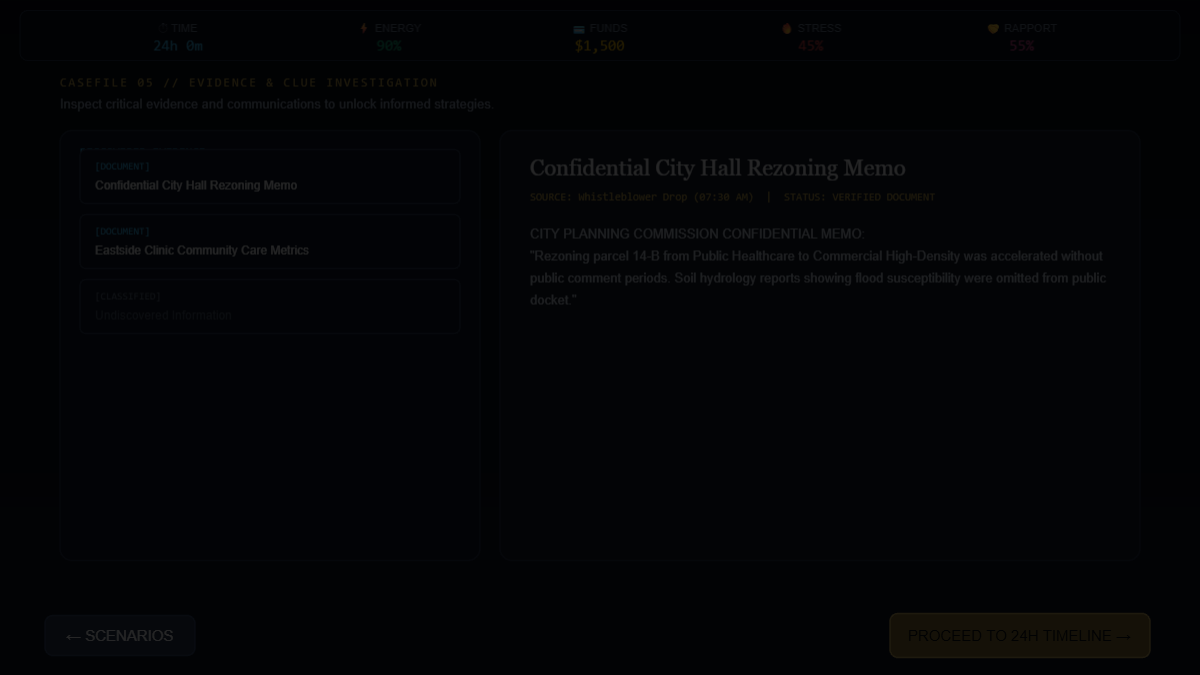 TIME
24h 0m
ENERGY
90%
FUNDS
$1,500
STRESS
45%
RAPPORT
55%
CASEFILE 05 // EVIDENCE & CLUE INVESTIGATION
Inspect critical evidence and communications to unlock informed strategies.
[DOCUMENT]
Confidential City Hall Rezoning Memo
[DOCUMENT]
Eastside Clinic Community Care Metrics
[CLASSIFIED]
Undiscovered Information
Confidential City Hall Rezoning Memo
SOURCE: Whistleblower Drop (07:30 AM) | STATUS: VERIFIED DOCUMENT
CITY PLANNING COMMISSION CONFIDENTIAL MEMO:
"Rezoning parcel 14-B from Public Healthcare to Commercial High-Density was accelerated without
public comment periods. Soil hydrology reports showing flood susceptibility were omitted from public
docket."
← SCENARIOS
PROCEED TO 24H TIMELINE →